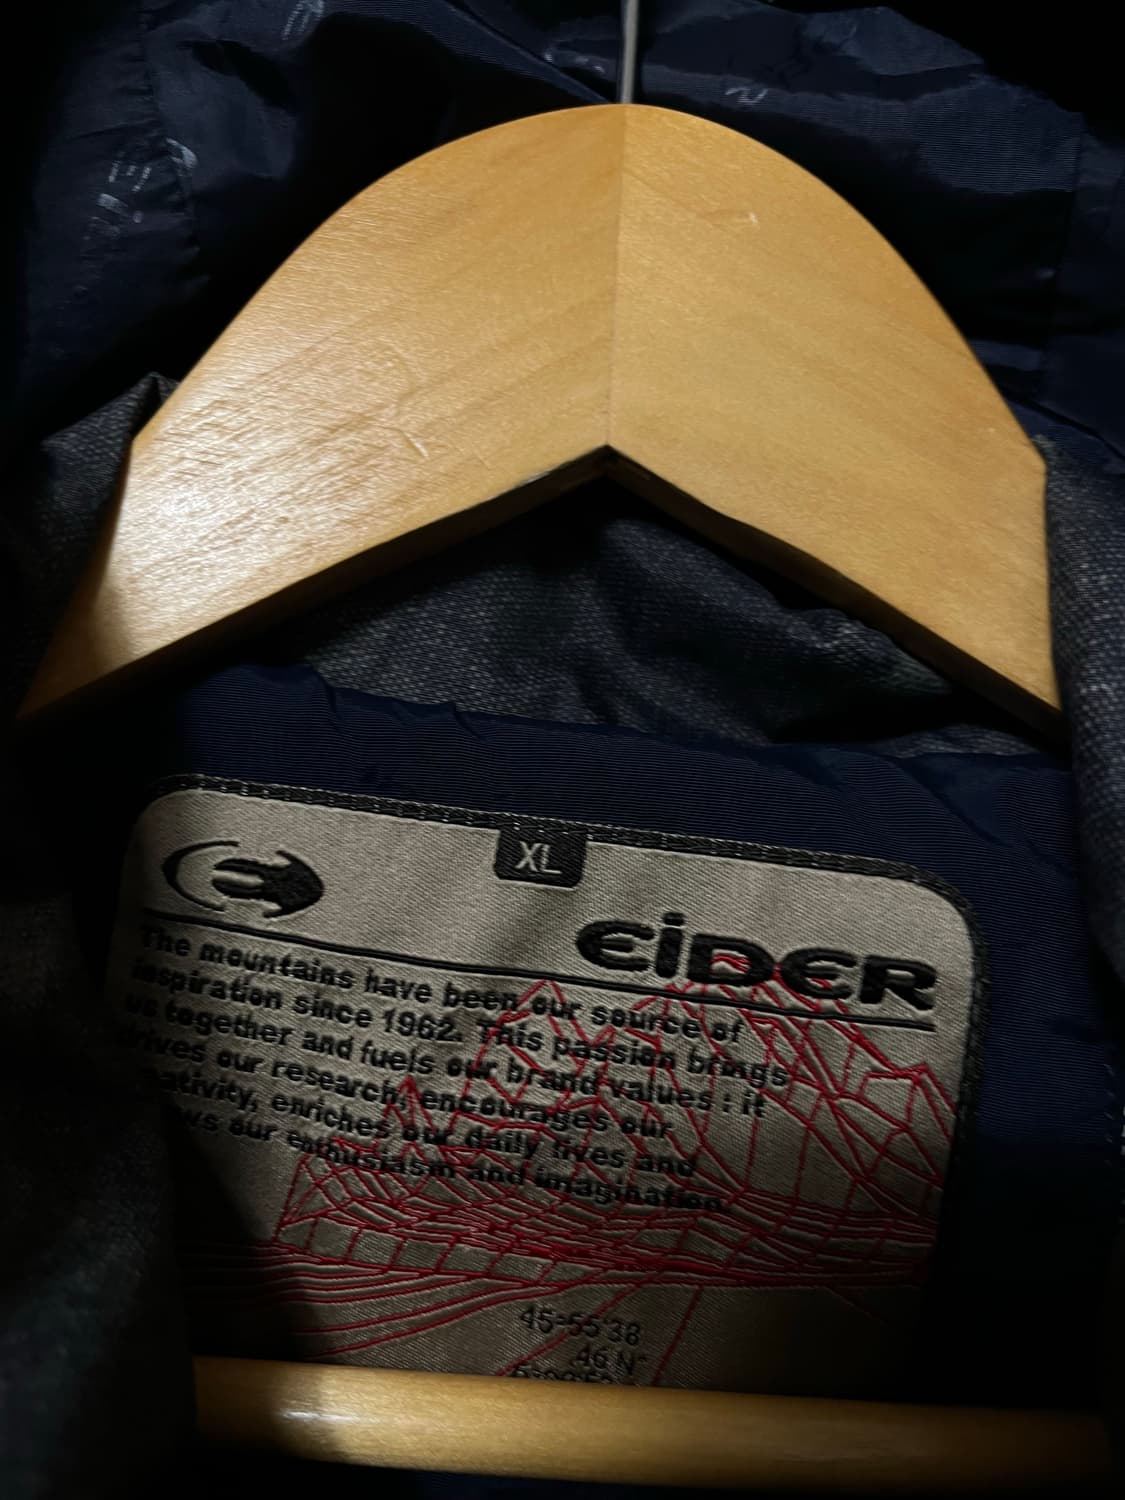 XL
EiDER
The mountains have been our source of
inspiration since 1962. This passion brings
us together and fuels our brand values : it
drives our research, encourages our
ativity, enriches our daily lives and
ws our enthusiasm and imagination.
45°55'38
46 N